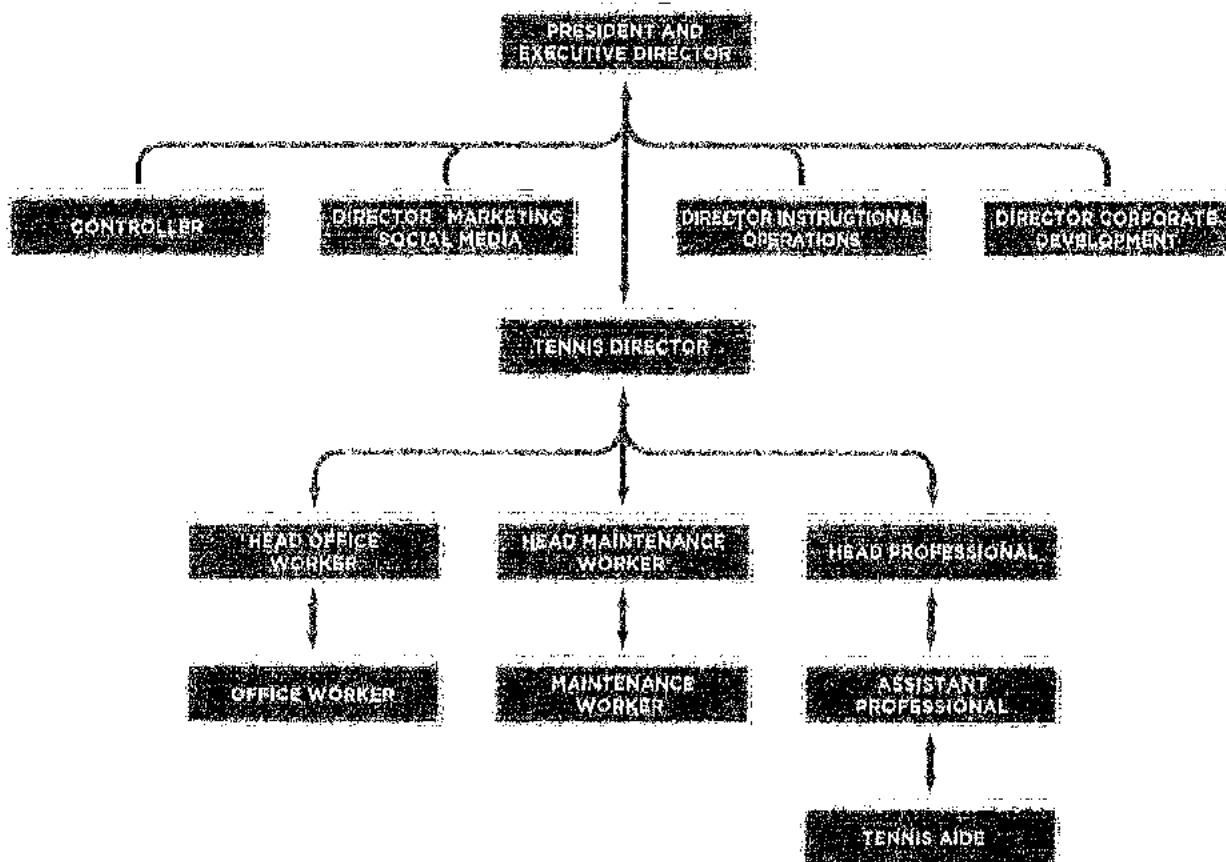 PRESIDENT AND
EXECUTIVE DIRECTOR
CONTROLLER
DIRECTOR MARKETING
SOCIAL MEDIA
DIRECTOR INSTRUCTIONAL
OPERATIONS
DIRECTOR CORPORATE
DEVELOPMENT
TENNIS DIRECTOR
HEAD OFFICE
WORKER
HEAD MAINTENANCE
WORKER
HEAD PROFESSIONAL
OFFICE WORKER
MAINTENANCE
WORKER
ASSISTANT
PROFESSIONAL
TENNIS AIDE